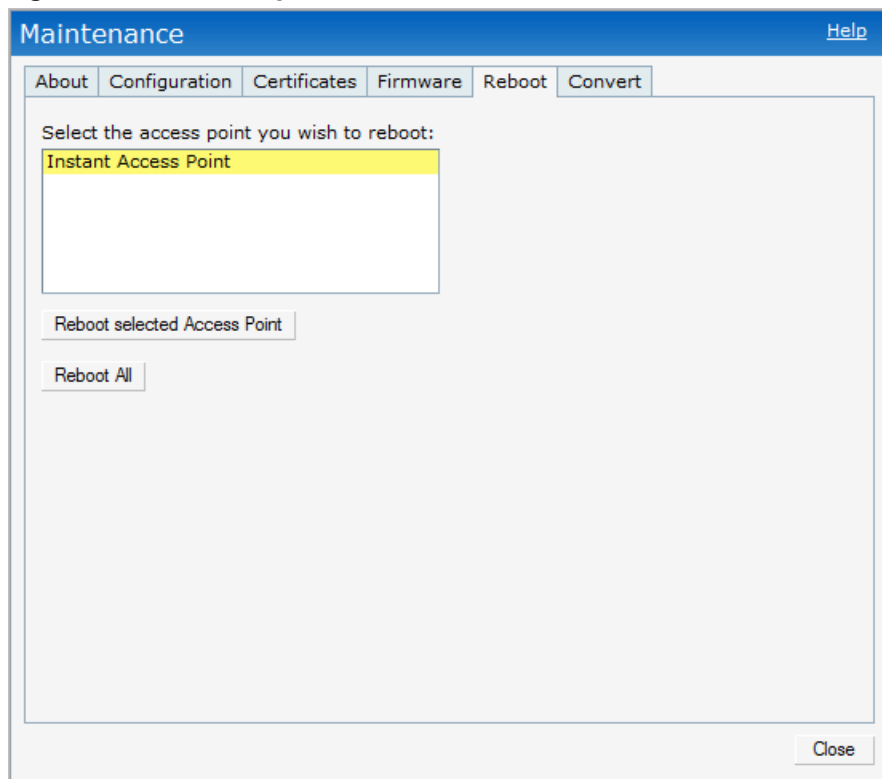 Maintenance Help
About Configuration Certificates Firmware Reboot Convert
Select the access point you wish to reboot:
Instant Access Point
Reboot selected Access Point
Reboot All
Close